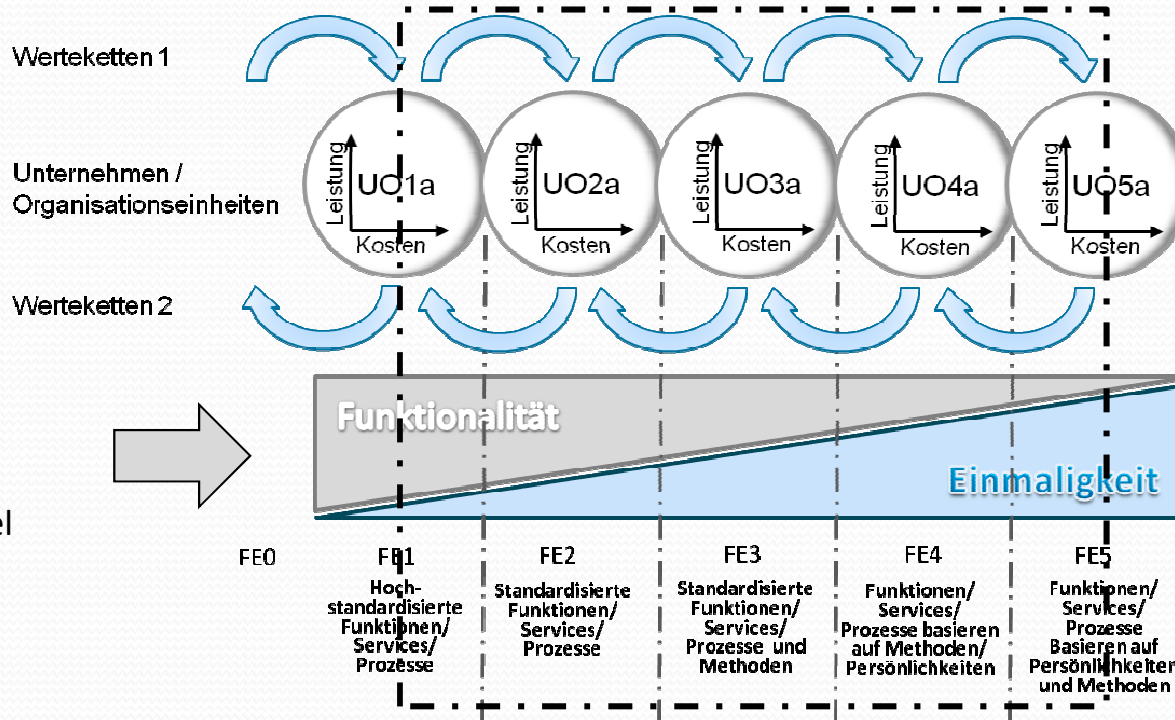 Werteketten 1
Unternehmen /
Organisationseinheiten
Leistung
UO1a
Kosten
Leistung
UO2a
Kosten
Leistung
UO3a
Kosten
Leistung
UO4a
Kosten
Leistung
UO5a
Kosten
Werteketten 2
Funktionalität
Einmaligkeit
el
FE0
FE1
Hoch-
standardisierte
Funktionen/
Services/
Prozesse
FE2
Standardisierte
Funktionen/
Services/
Prozesse
FE3
Standardisierte
Funktionen/
Services/
Prozesse und
Methoden
FE4
Funktionen/
Services/
Prozesse basieren
auf Methoden/
Persönlichkeiten
FE5
Funktionen/
Services/
Prozesse
Basieren auf
Persönlichkeiten
und Methoden